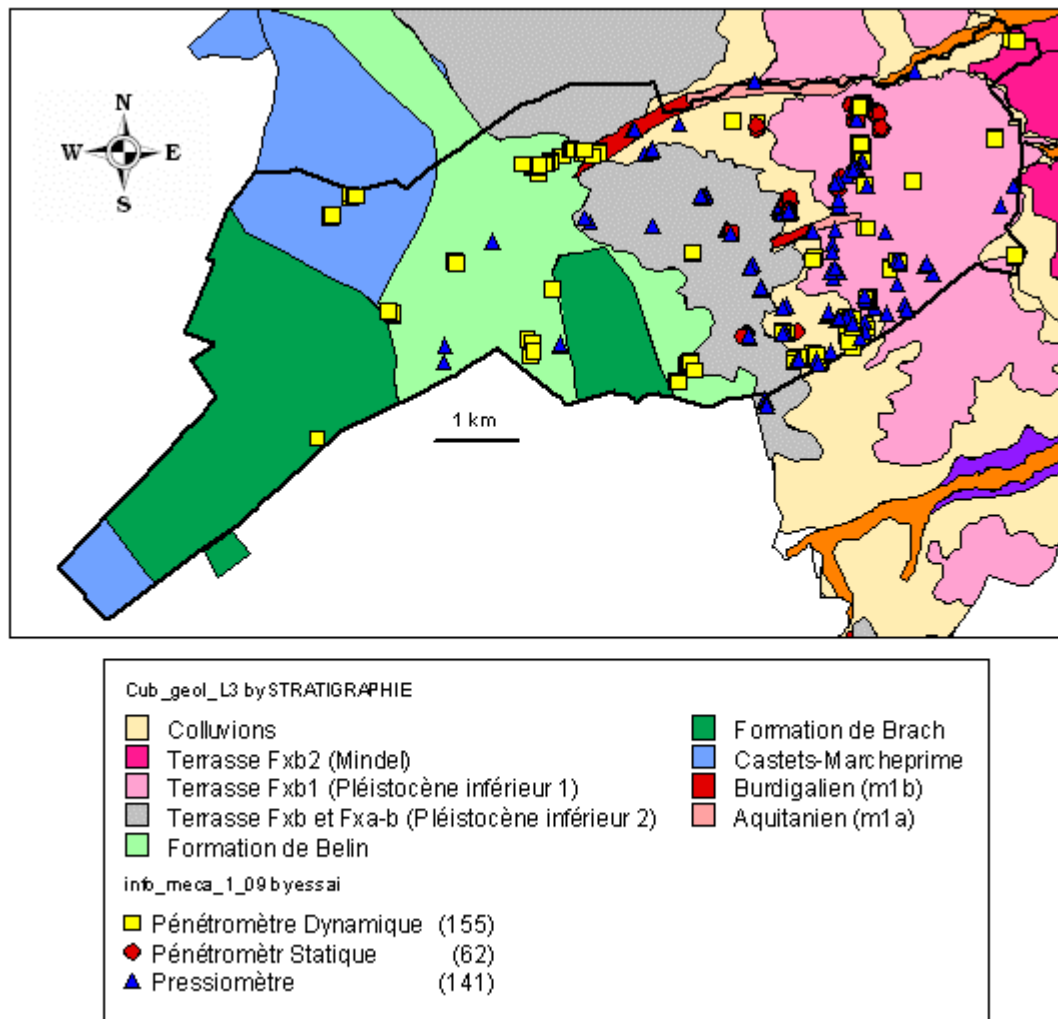 N
W E
S
1 km
Cub_geol_L3 by STRATIGRAPHIE
Colluvions
Terrasse Fxb2 (Mindel)
Terrasse Fxb1 (Pléistocène inférieur 1)
Terrasse Fxb et Fxa-b (Pléistocène inférieur 2)
Formation de Belin
Formation de Brach
Castets-Marcheprime
Burdigalien (m1b)
Aquitanien (m1a)
info_meca_1_09 by essai
Pénétromètre Dynamique (155)
Pénétromètr Statique (62)
Pressiomètre (141)